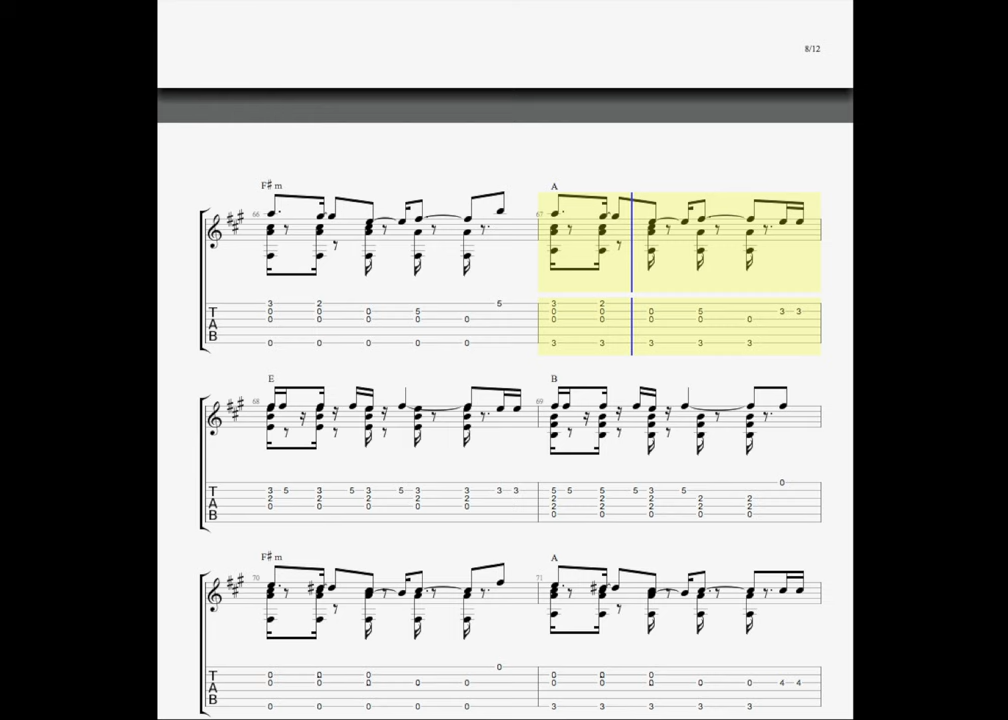 8/12
F♯ m A
66 67
3 2 5 3 2
T 0 0 0 5 0 0 0 5 3 3
A 0 0 0 0 0 0 0 0
B
0 0 0 0 0 3 3 3 3 3
E B
68 69
0
T 3 5 3 5 3 5 3 3 3 3 5 5 5 5 3 5
A 2 2 2 2 2 2 2 2 2 2
B 0 0 0 0 0 2 2 2 2 2
0 0 0 0 0
F♯ m A
70 71
0
T 0 0 0 0 0 0
A 0 0 0 0 0 0 0 0 0 0 4 4
B
0 0 0 0 0 3 3 3 3 3